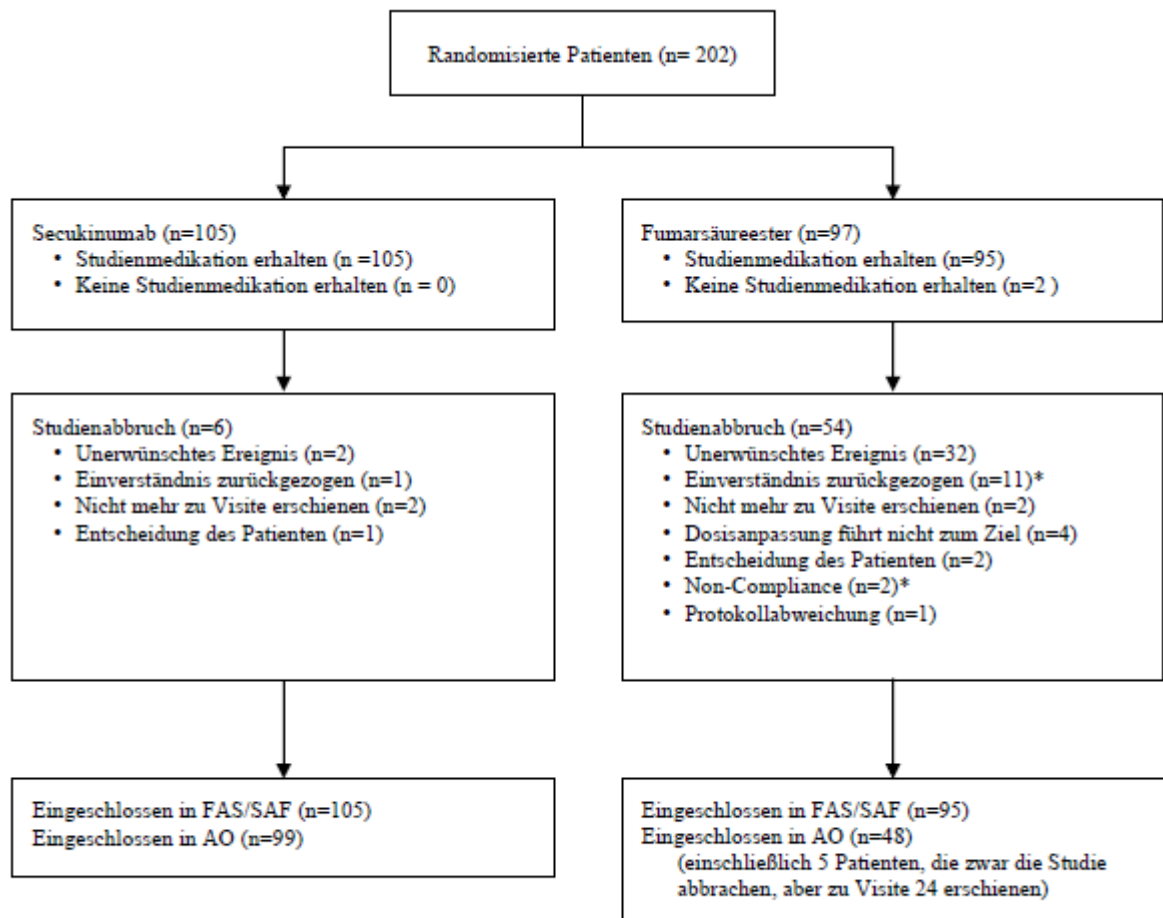 Randomisierte Patienten (n= 202)
Secukinumab (n=105)
• Studienmedikation erhalten (n =105)
• Keine Studienmedikation erhalten (n = 0)
Fumarsäureester (n=97)
• Studienmedikation erhalten (n=95)
• Keine Studienmedikation erhalten (n=2 )
Studienabbruch (n=6)
• Unerwünschtes Ereignis (n=2)
• Einverständnis zurückgezogen (n=1)
• Nicht mehr zu Visite erschienen (n=2)
• Entscheidung des Patienten (n=1)
Studienabbruch (n=54)
• Unerwünschtes Ereignis (n=32)
• Einverständnis zurückgezogen (n=11)*
• Nicht mehr zu Visite erschienen (n=2)
• Dosisanpassung führt nicht zum Ziel (n=4)
• Entscheidung des Patienten (n=2)
• Non-Compliance (n=2)*
• Protokollabweichung (n=1)
Eingeschlossen in FAS/SAF (n=105)
Eingeschlossen in AO (n=99)
Eingeschlossen in FAS/SAF (n=95)
Eingeschlossen in AO (n=48)
(einschließlich 5 Patienten, die zwar die Studie
abbrachen, aber zu Visite 24 erschienen)